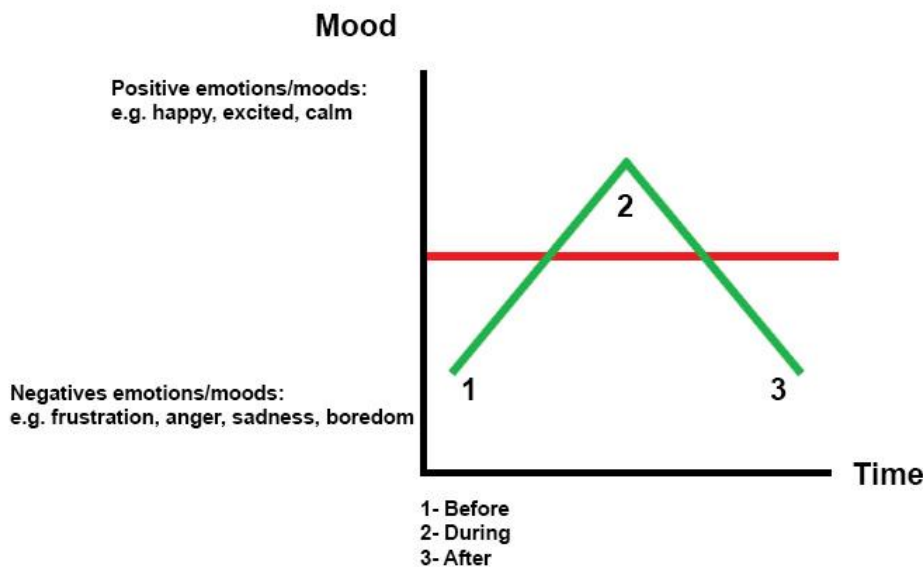 Mood
Positive emotions/moods:
e.g. happy, excited, calm
2
1
3
Negatives emotions/moods:
e.g. frustration, anger, sadness, boredom
Time
1- Before
2- During
3- After